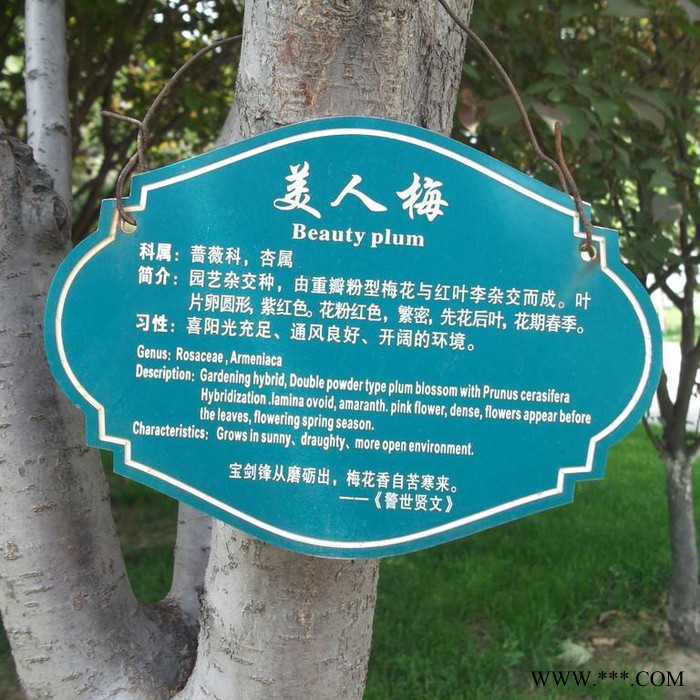 美人梅
Beauty plum
科属：蔷薇科，杏属
简介：园艺杂交种，由重瓣粉型梅花与红叶李杂交而成。叶
片卵圆形，紫红色。花粉红色，繁密，先花后叶，花期春季。
习性：喜阳光充足、通风良好、开阔的环境。
Genus: Rosaceae, Armeniaca
Description: Gardening hybrid, Double powder type plum blossom with Prunus cerasifera
Hybridization .lamina ovoid, amaranth. pink flower, dense, flowers appear before
the leaves, flowering spring season.
Characteristics: Grows in sunny、draughty、more open environment.
宝剑锋从磨砺出，梅花香自苦寒来。
——《警世贤文》
WWW.***.COM